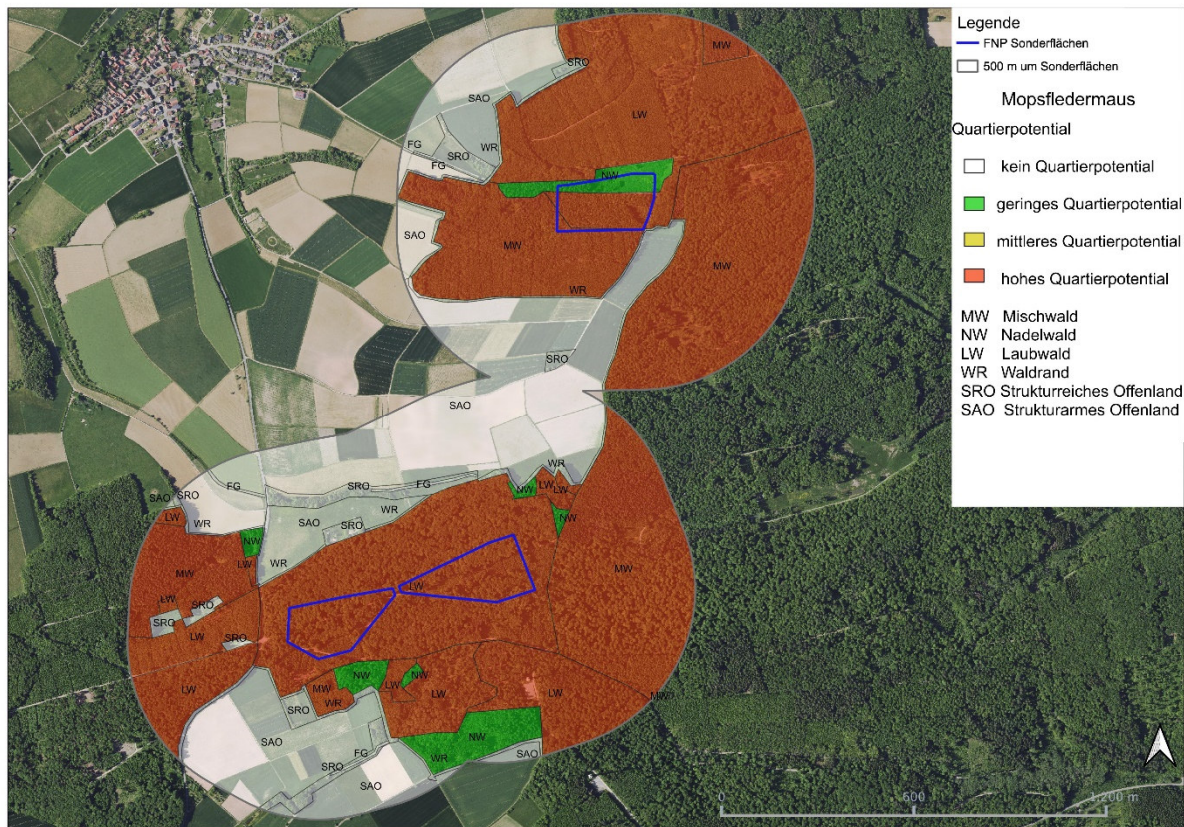 Legende
FNP Sonderflächen
500 m um Sonderflächen
Mopsfledermaus
Quartierpotential
kein Quartierpotential
geringes Quartierpotential
mittleres Quartierpotential
hohes Quartierpotential
MW Mischwald
NW Nadelwald
LW Laubwald
WR Waldrand
SRO Strukturreiches Offenland
SAO Strukturarmes Offenland
MW
SRO
SAO
LW
FG
SRO
WR
FG
NW
SAO
MW
MW
WR
SRO
SAO
WR
FG
SRO
FG
NW
LW
LW
SAO
SRO
WR
LW
WR
SAO
SRO
NW
NW
LW
WR
MW
MW
LW
LW
SRO
SRO
LW
SRO
LW
MW
WR
NW
LW
NW
LW
LW
MW
SRO
SAO
FG
SRO
SAO
NW
WR
SAO
0
600
1.200 m